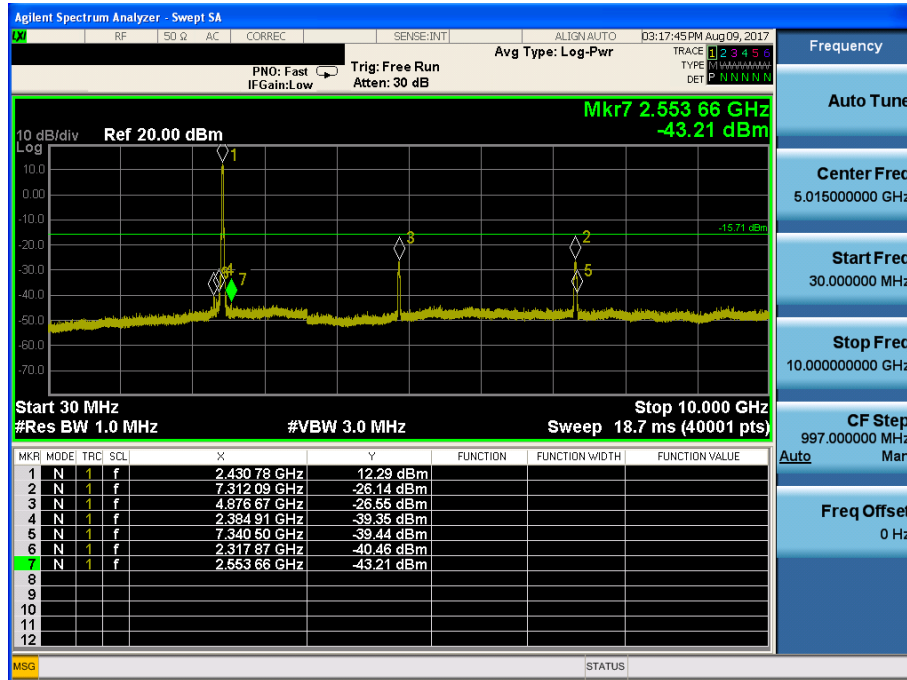 Agilent Spectrum Analyzer - Swept SA
LXI RF 50 Ω AC CORREC SENSE:INT ALIGN AUTO 03:17:45 PM Aug 09, 2017
PNO: Fast IFGain:Low
Trig: Free Run
Atten: 30 dB
Avg Type: Log-Pwr
TRACE 1 2 3 4 5 6
TYPE M W W W W W
DET P N N N N N
Mkr7 2.553 66 GHz
-43.21 dBm
10 dB/div Ref 20.00 dBm
Log
10.0
0.00
-10.0
-20.0
-30.0
-40.0
-50.0
-60.0
-70.0
1
3
2
5
4
7
-15.71 dBm
Start 30 MHz Stop 10.000 GHz
#Res BW 1.0 MHz #VBW 3.0 MHz Sweep 18.7 ms (40001 pts)
MKR MODE TRC SCL X Y FUNCTION FUNCTION WIDTH FUNCTION VALUE
1 N 1 f 2.430 78 GHz 12.29 dBm
2 N 1 f 7.312 09 GHz -26.14 dBm
3 N 1 f 4.876 67 GHz -26.55 dBm
4 N 1 f 2.384 91 GHz -39.35 dBm
5 N 1 f 7.340 50 GHz -39.44 dBm
6 N 1 f 2.317 87 GHz -40.46 dBm
7 N 1 f 2.553 66 GHz -43.21 dBm
8
9
10
11
12
MSG STATUS
Frequency
Auto Tune
Center Freq
5.015000000 GHz
Start Freq
30.000000 MHz
Stop Freq
10.000000000 GHz
CF Step
997.000000 MHz
Auto Man
Freq Offset
0 Hz